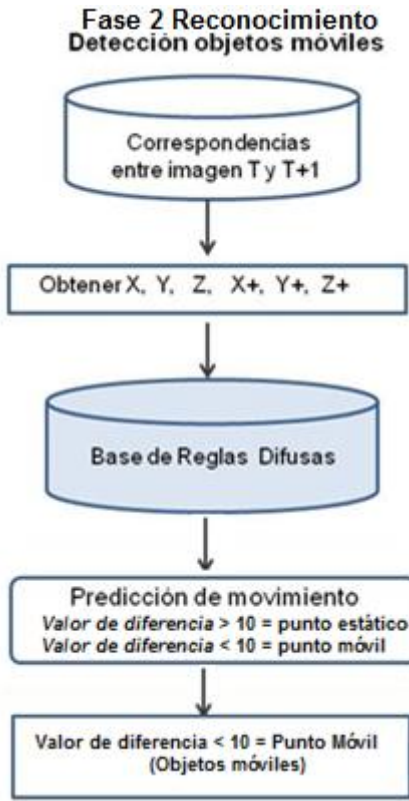 Fase 2 Reconocimiento
Detección objetos móviles
Correspondencias
entre imagen T y T+1
Obtener X, Y, Z, X+, Y+, Z+
Base de Reglas Difusas
Predicción de movimiento
Valor de diferencia > 10 = punto estático
Valor de diferencia < 10 = punto móvil
Valor de diferencia < 10 = Punto Móvil
(Objetos móviles)